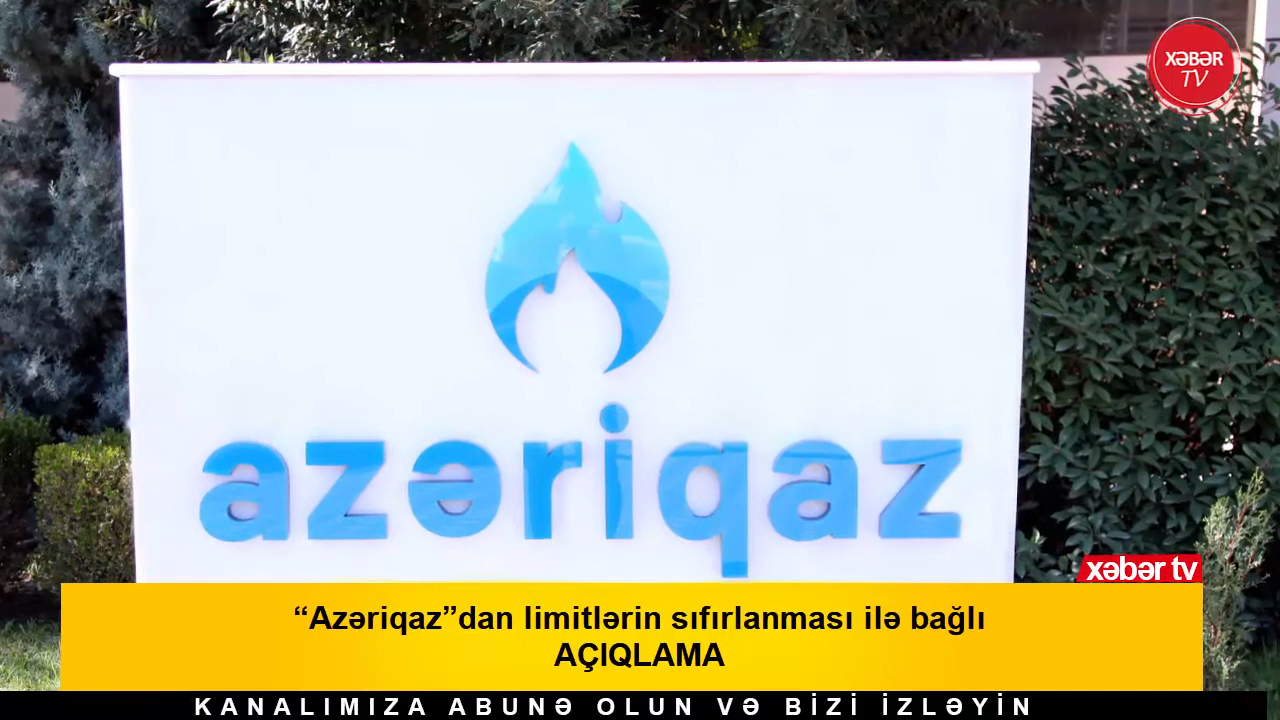 XƏBƏR
TV
azəriqaz
xəbər tv
“Azəriqaz”dan limitlərin sıfırlanması ilə bağlı
AÇIQLAMA
KANALIMIZA ABUNƏ OLUN VƏ BİZİ İZLƏYİN